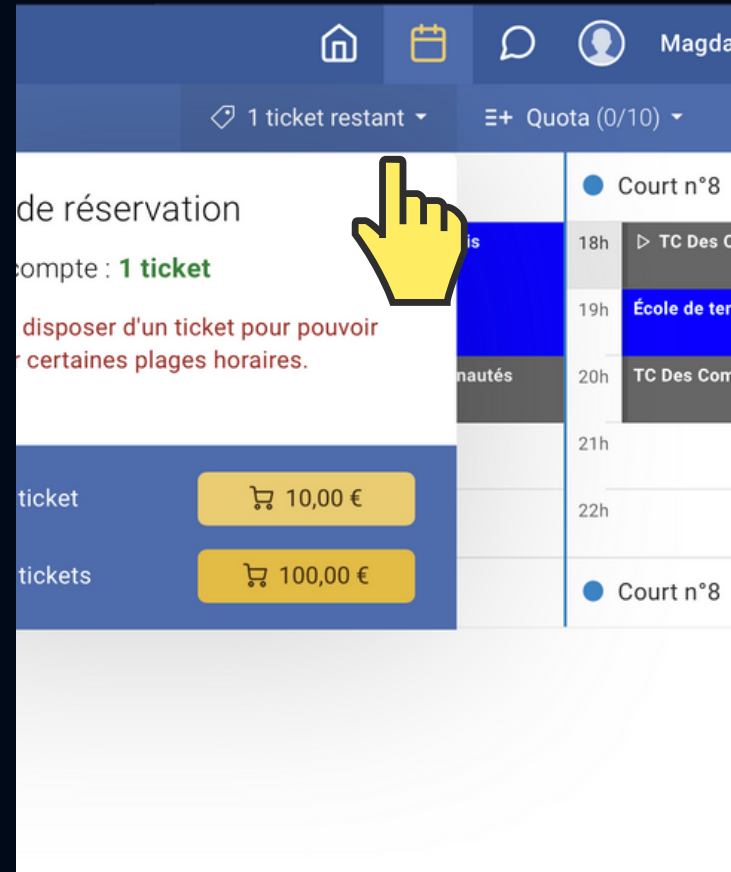 Magda
1 ticket restant
Quota (0/10)
de réservation
compte : 1 ticket
disposer d'un ticket pour pouvoir
certaines plages horaires.
ticket
10,00 €
tickets
100,00 €
is
nautés
Court n°8
18h
TC Des C
19h
École de ten
20h
TC Des Com
21h
22h
Court n°8